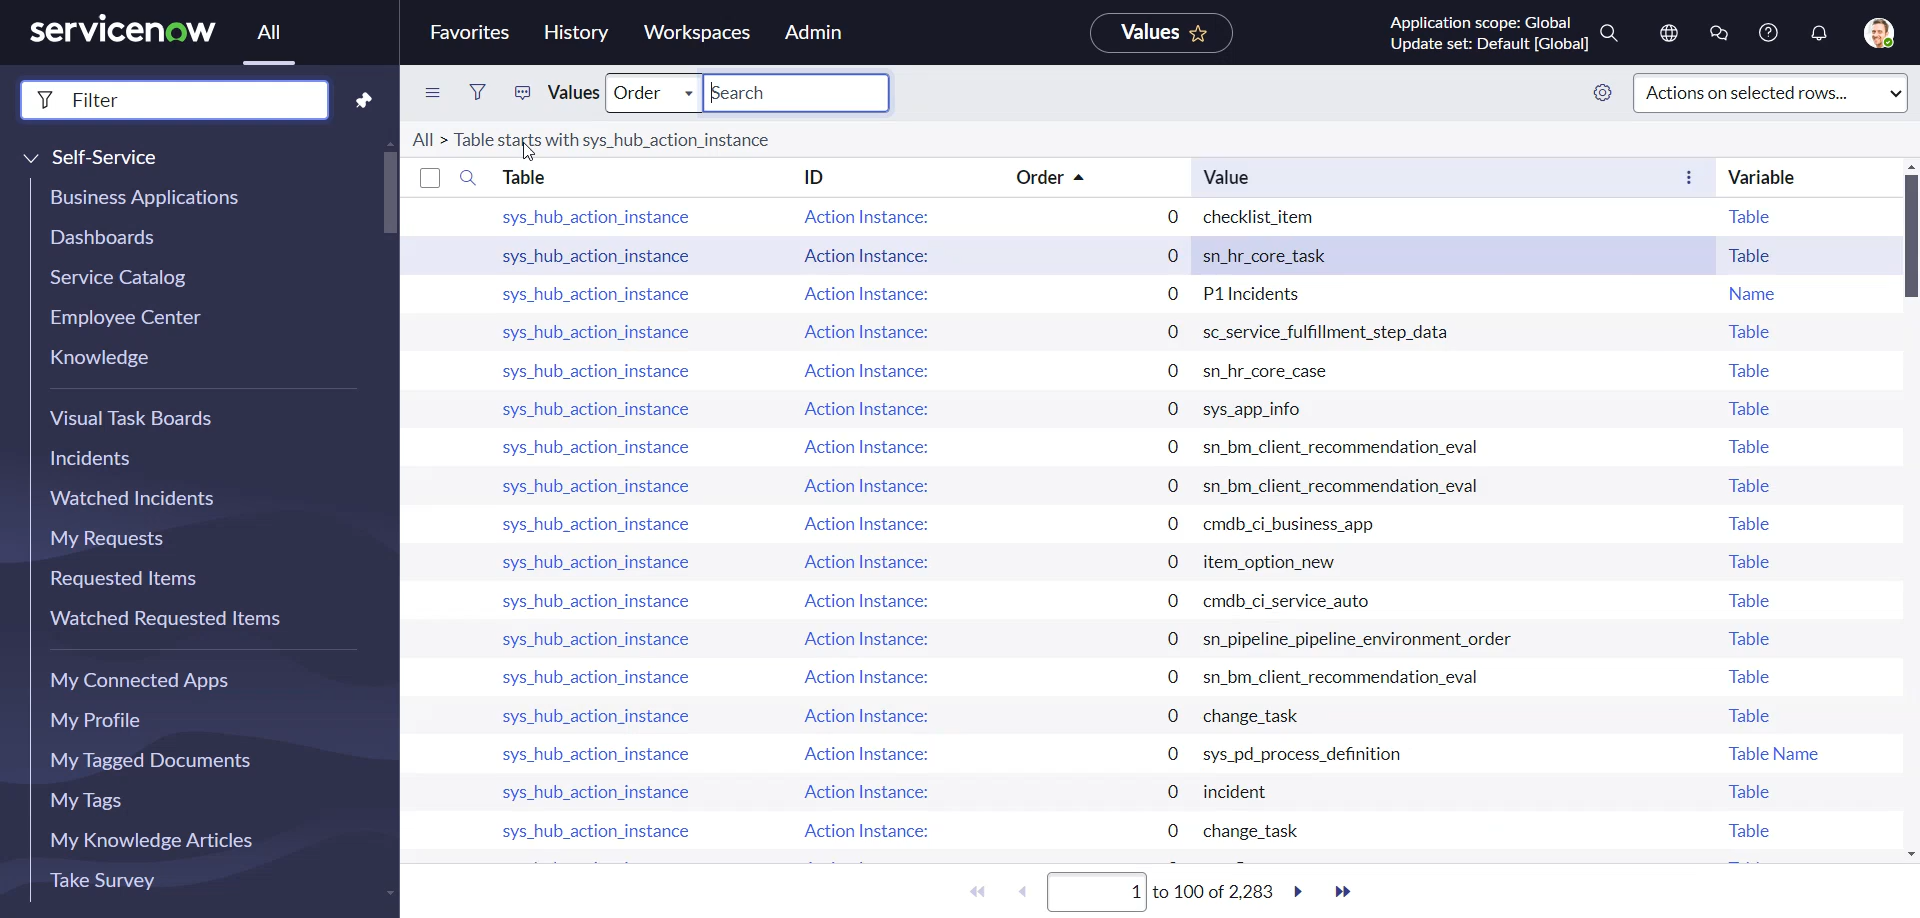 servicenow
All
Favorites
History
Workspaces
Admin
Values
Application scope: Global
Update set: Default [Global]
Filter
Values
Order
Search
Actions on selected rows...
All > Table starts with sys_hub_action_instance
Self-Service
Business Applications
Dashboards
Service Catalog
Employee Center
Knowledge
Visual Task Boards
Incidents
Watched Incidents
My Requests
Requested Items
Watched Requested Items
My Connected Apps
My Profile
My Tagged Documents
My Tags
My Knowledge Articles
Take Survey
Table ID Order Value Variable
sys_hub_action_instance Action Instance: 0 checklist_item Table
sys_hub_action_instance Action Instance: 0 sn_hr_core_task Table
sys_hub_action_instance Action Instance: 0 P1 Incidents Name
sys_hub_action_instance Action Instance: 0 sc_service_fulfillment_step_data Table
sys_hub_action_instance Action Instance: 0 sn_hr_core_case Table
sys_hub_action_instance Action Instance: 0 sys_app_info Table
sys_hub_action_instance Action Instance: 0 sn_bm_client_recommendation_eval Table
sys_hub_action_instance Action Instance: 0 sn_bm_client_recommendation_eval Table
sys_hub_action_instance Action Instance: 0 cmdb_ci_business_app Table
sys_hub_action_instance Action Instance: 0 item_option_new Table
sys_hub_action_instance Action Instance: 0 cmdb_ci_service_auto Table
sys_hub_action_instance Action Instance: 0 sn_pipeline_pipeline_environment_order Table
sys_hub_action_instance Action Instance: 0 sn_bm_client_recommendation_eval Table
sys_hub_action_instance Action Instance: 0 change_task Table
sys_hub_action_instance Action Instance: 0 sys_pd_process_definition Table Name
sys_hub_action_instance Action Instance: 0 incident Table
sys_hub_action_instance Action Instance: 0 change_task Table
1 to 100 of 2,283